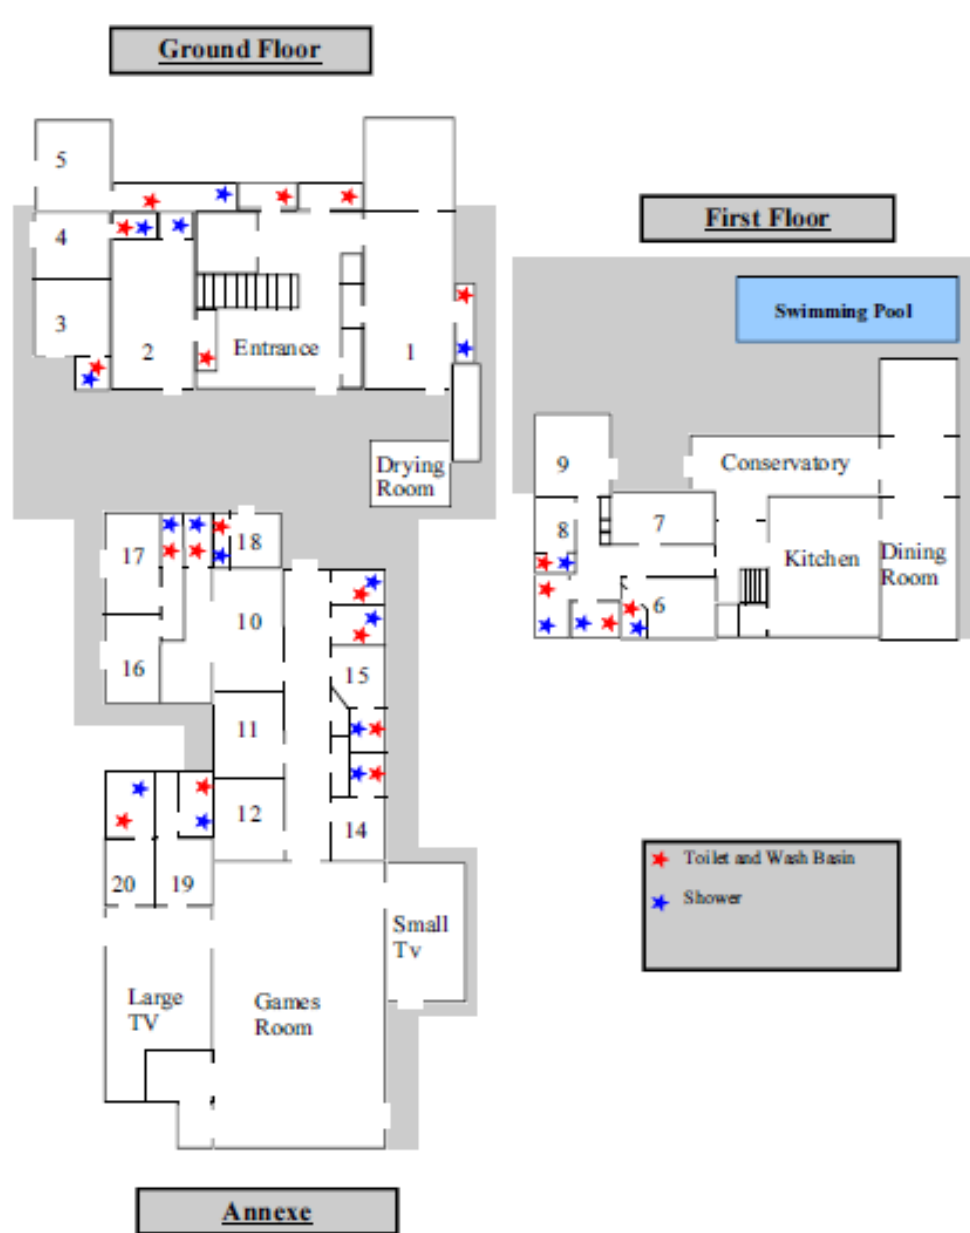 Ground Floor
5
4
3
2
Entrance
1
Drying
Room
First Floor
Swimming Pool
9
Conservatory
8
7
Kitchen
Dining
Room
6
17
18
10
16
15
11
12
14
20
19
Small
Tv
Large
TV
Games
Room
Toilet and Wash Basin
Shower
Annexe